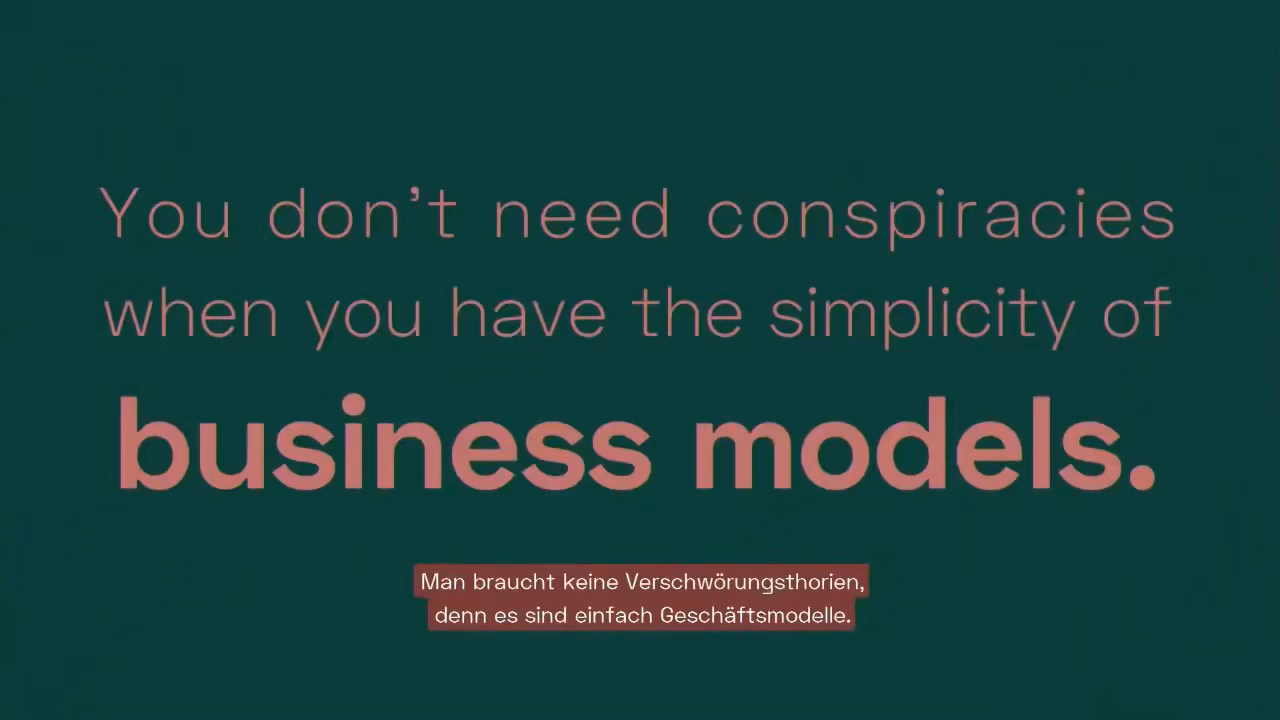 You don’t need conspiracies
when you have the simplicity of
business models.
Man braucht keine Verschwörungsthorien,
denn es sind einfach Geschäftsmodelle.